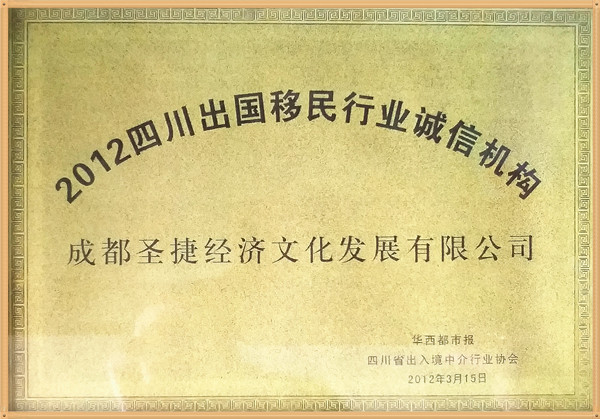 2012四川出国移民行业诚信机构
成都圣捷经济文化发展有限公司
华西都市报
四川省出入境中介行业协会
2012年3月15日